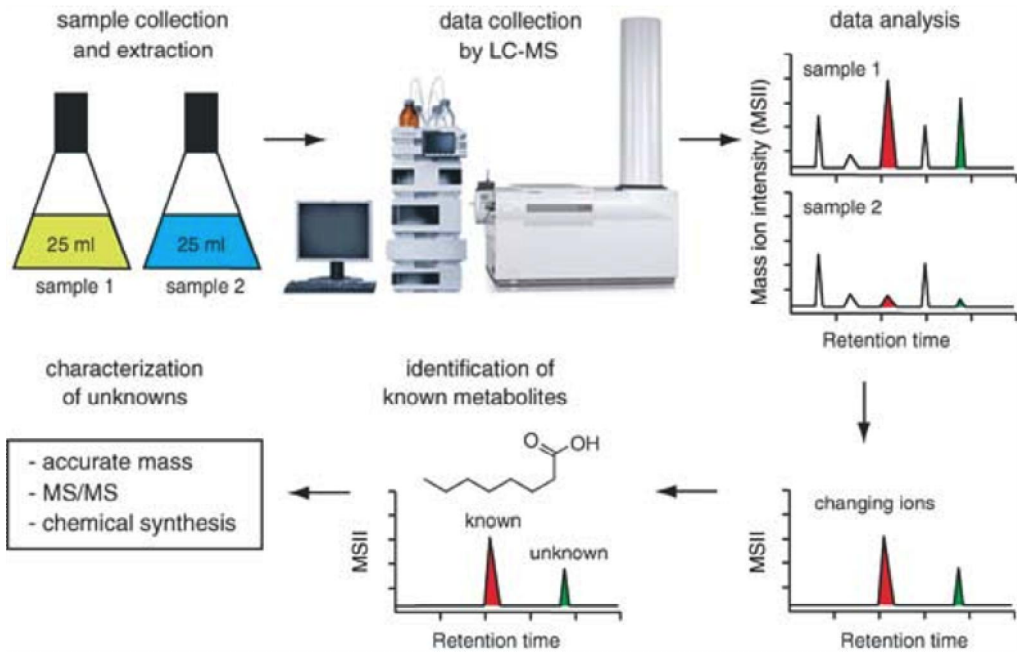 sample collection
and extraction
data collection
by LC-MS
data analysis
25 ml
25 ml
sample 1
sample 2
Mass ion intensity (MSII)
sample 1
sample 2
Retention time
characterization
of unknowns
- accurate mass
- MS/MS
- chemical synthesis
identification of
known metabolites
O
OH
known
unknown
MSII
Retention time
changing ions
MSII
Retention time